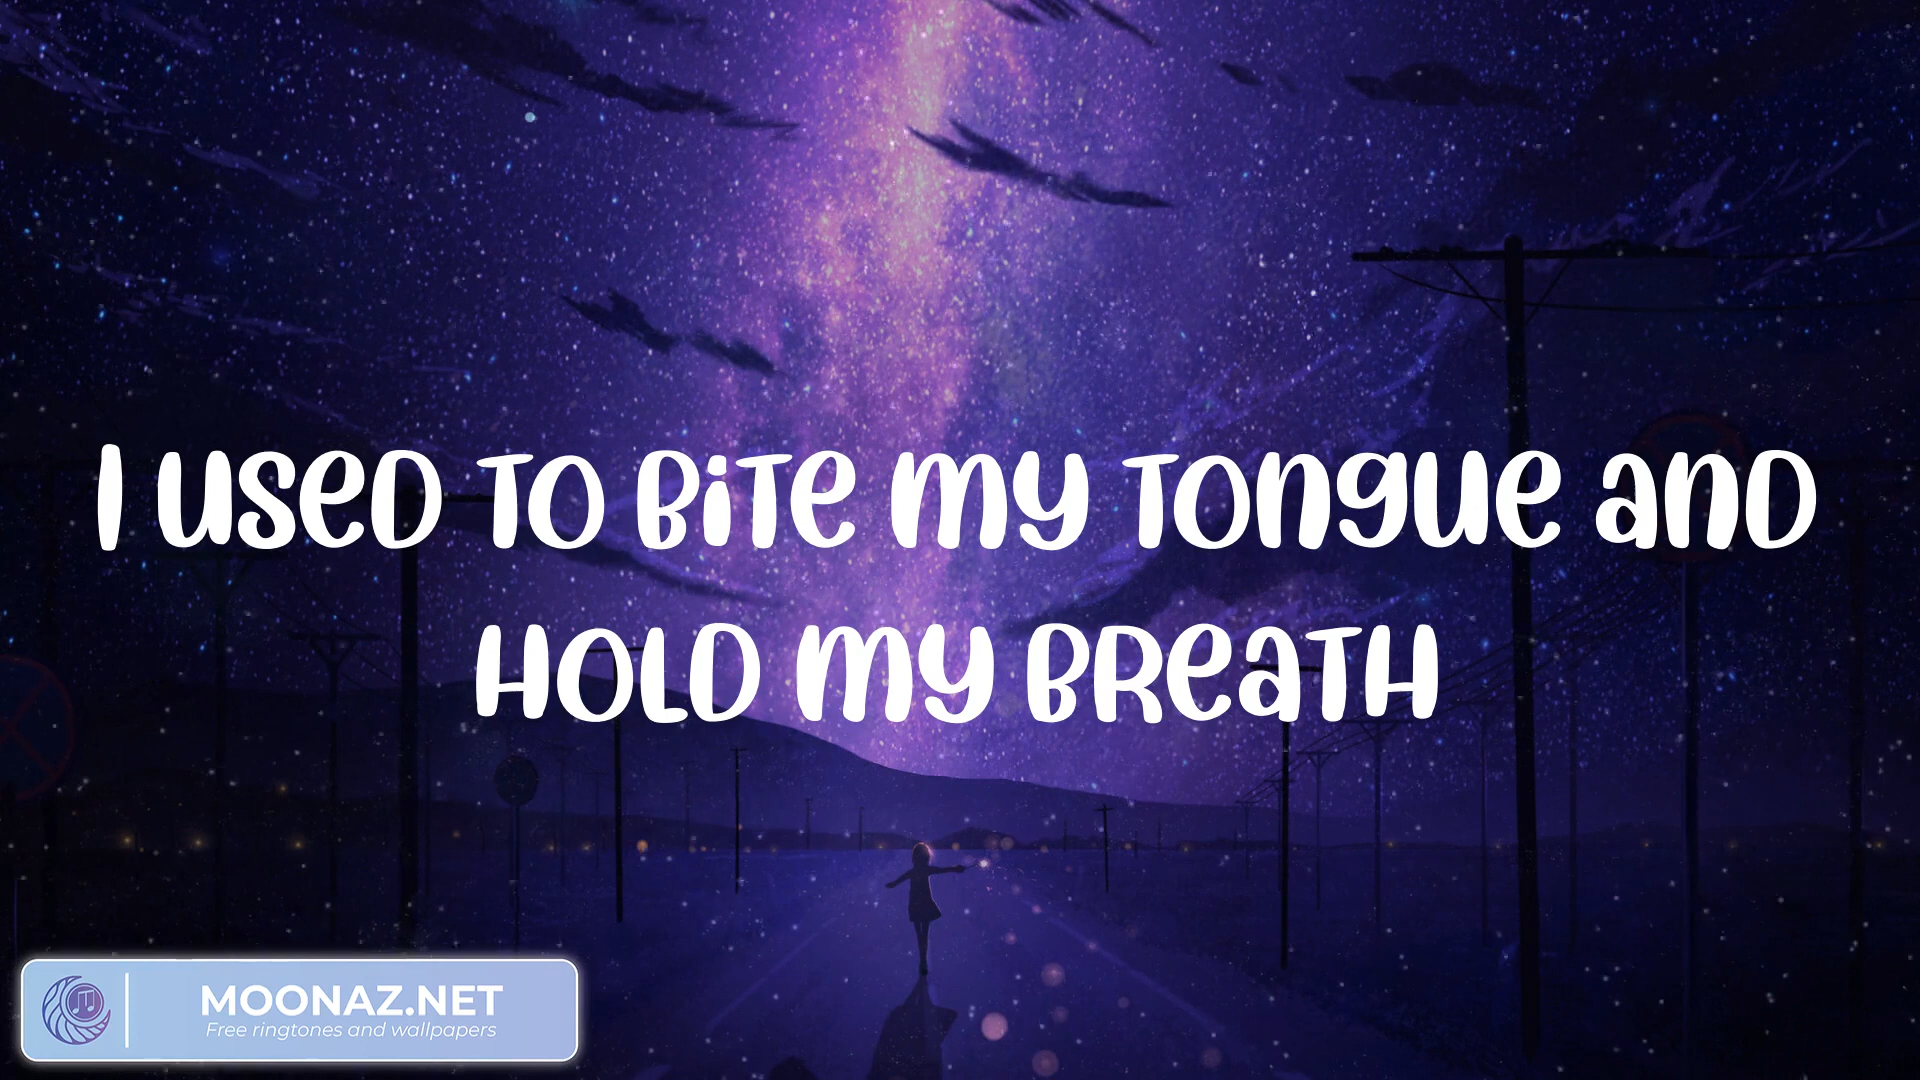 I used to bite my tongue and
hold my breath
MOONAZ.NET
Free ringtones and wallpapers